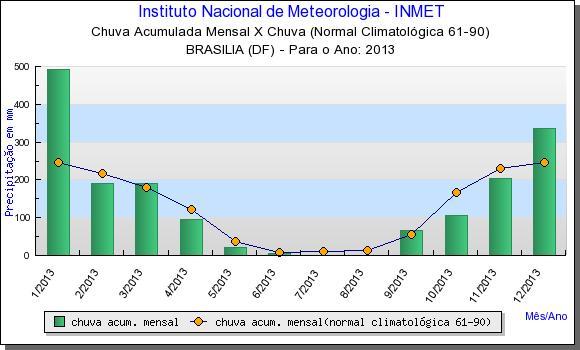 Instituto Nacional de Meteorologia - INMET
Chuva Acumulada Mensal X Chuva (Normal Climatológica 61-90)
BRASILIA (DF) - Para o Ano: 2013
Precipitação em mm
500
400
300
200
100
0
1/2013
2/2013
3/2013
4/2013
5/2013
6/2013
7/2013
8/2013
9/2013
10/2013
11/2013
12/2013
Mês/Ano
chuva acum. mensal
chuva acum. mensal(normal climatológica 61-90)